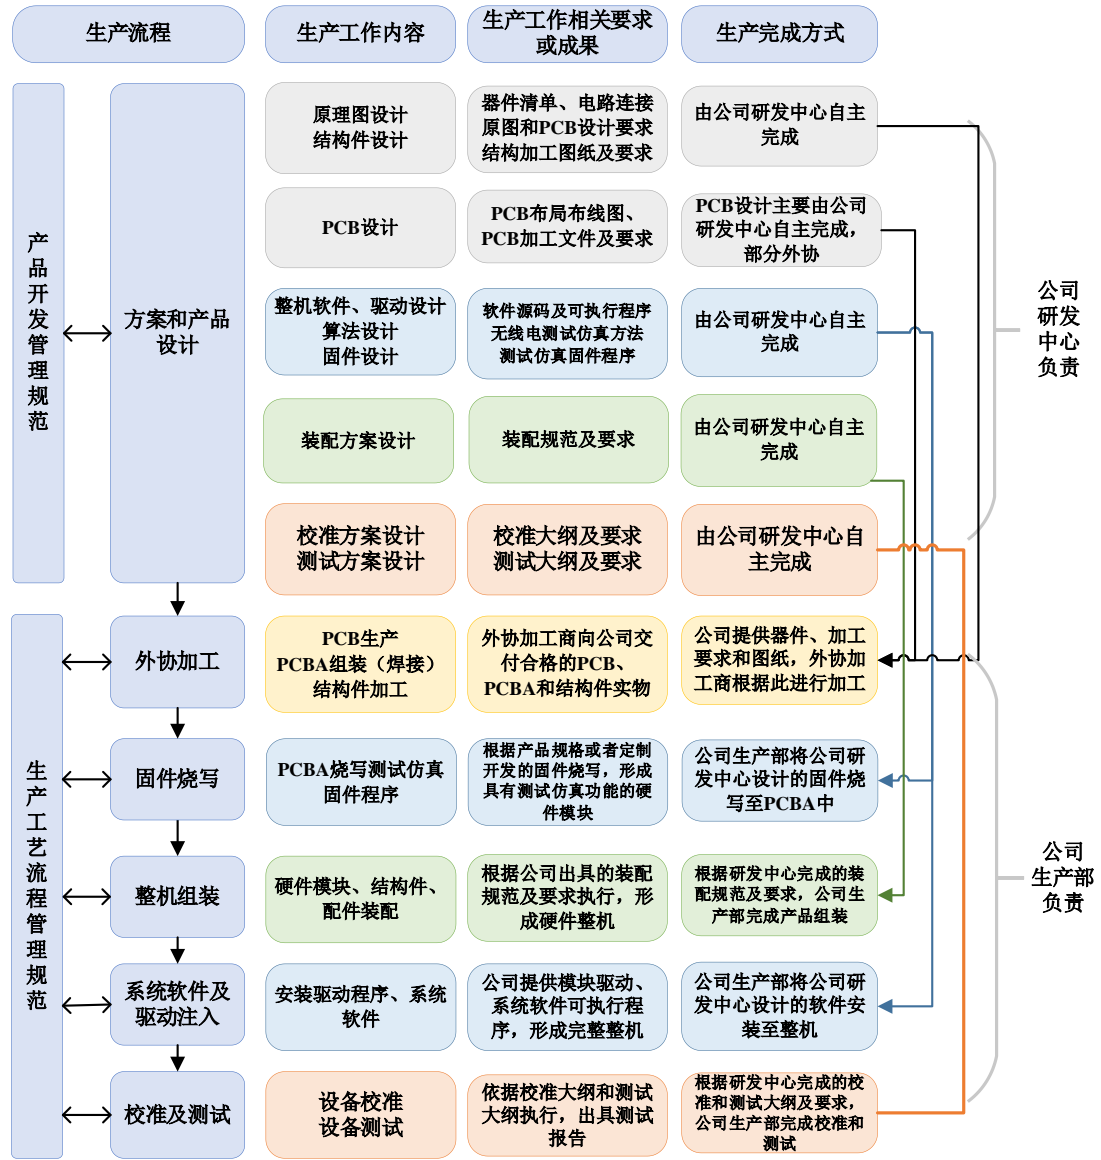 生产流程
生产工作内容
生产工作相关要求
或成果
生产完成方式
产
品
开
发
管
理
规
范
方案和产品
设计
原理图设计
结构件设计
器件清单、电路连接
原图和PCB设计要求
结构加工图纸及要求
由公司研发中心自主
完成
PCB设计
PCB布局布线图、
PCB加工文件及要求
PCB设计主要由公司
研发中心自主完成，
部分外协
整机软件、驱动设计
算法设计
固件设计
软件源码及可执行程序
无线电测试仿真方法
测试仿真固件程序
由公司研发中心自主
完成
装配方案设计
装配规范及要求
由公司研发中心自主
完成
校准方案设计
测试方案设计
校准大纲及要求
测试大纲及要求
由公司研发中心自
主完成
公司
研发
中心
负责
生
产
工
艺
流
程
管
理
规
范
外协加工
PCB生产
PCBA组装（焊接）
结构件加工
外协加工商向公司交
付合格的PCB、
PCBA和结构件实物
公司提供器件、加工
要求和图纸，外协加
工商根据此进行加工
固件烧写
PCBA烧写测试仿真
固件程序
根据产品规格或者定制
开发的固件烧写，形成
具有测试仿真功能的硬
件模块
公司生产部将公司研
发中心设计的固件烧
写至PCBA中
整机组装
硬件模块、结构件、
配件装配
根据公司出具的装配
规范及要求执行，形
成硬件整机
根据研发中心完成的装
配规范及要求，公司生
产部完成产品组装
系统软件及
驱动注入
安装驱动程序、系统
软件
公司提供模块驱动、
系统软件可执行程
序，形成完整整机
公司生产部将公司研
发中心设计的软件安
装至整机
校准及测试
设备校准
设备测试
依据校准大纲和测试
大纲执行，出具测试
报告
根据研发中心完成的校
准和测试大纲及要求，
公司生产部完成校准和
测试
公司
生产部
负责